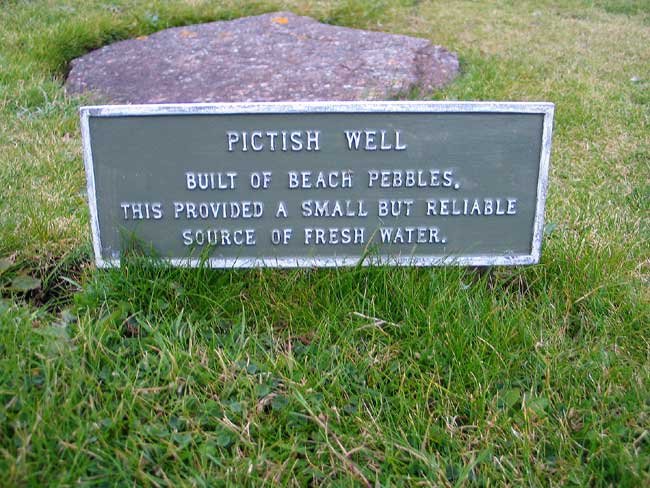 PICTISH WELL
BUILT OF BEACH PEBBLES.
THIS PROVIDED A SMALL BUT RELIABLE
SOURCE OF FRESH WATER.